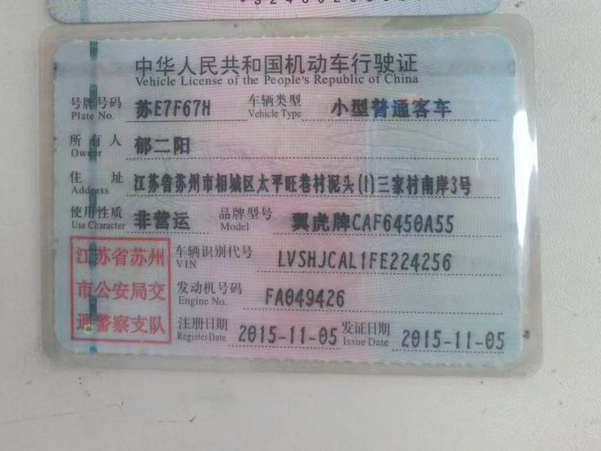 中华人民共和国机动车行驶证
Vehicle License of the People's Republic of China
号牌号码 苏E7F67H 车辆类型 小型普通客车
Plate No. Vehicle Type
所有人 郁二阳
Owner
住址 江苏省苏州市相城区太平旺巷村泥头(1)三家村南岸3号
Address
使用性质 非营运 品牌型号 翼虎牌CAF6450A55
Use Character Model
江苏省苏州
市公安局交
通警察支队
车辆识别代号 LVSHJCAL1FE224256
VIN
发动机号码 FA049426
Engine No.
注册日期 2015-11-05 发证日期 2015-11-05
Register Date Issue Date